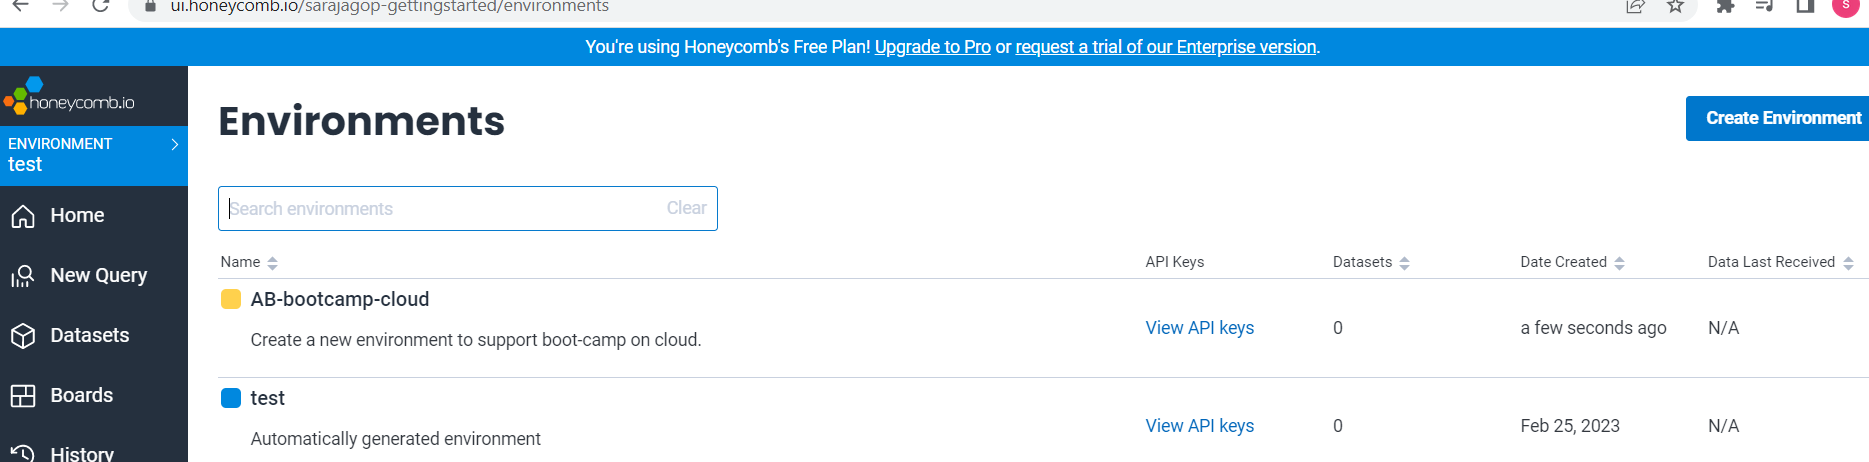 ui.honeycomb.io/sarajagop-gettingstarted/environments
S
You're using Honeycomb's Free Plan! Upgrade to Pro or request a trial of our Enterprise version.
honeycomb.io
Environments
Create Environment
ENVIRONMENT
test
Search environments Clear
Home
New Query
Datasets
Boards
History
Name API Keys Datasets Date Created Data Last Received
AB-bootcamp-cloud
Create a new environment to support boot-camp on cloud.
View API keys 0 a few seconds ago N/A
test
Automatically generated environment
View API keys 0 Feb 25, 2023 N/A